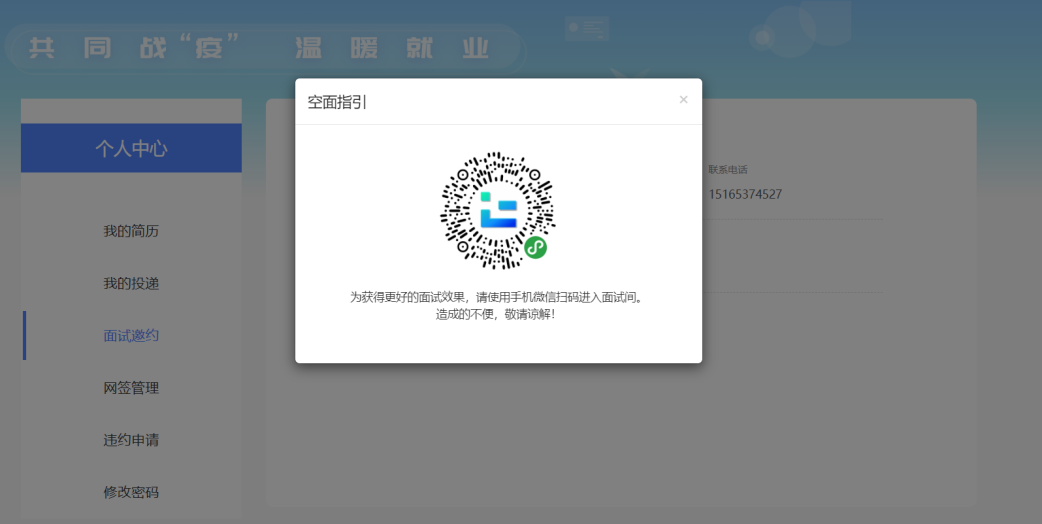 共同战“疫” 温暖就业
空面指引
×
个人中心
联系电话
15165374527
我的简历
我的投递
面试邀约
网签管理
违约申请
修改密码
为获得更好的面试效果，请使用手机微信扫码进入面试间。
造成的不便，敬请谅解！